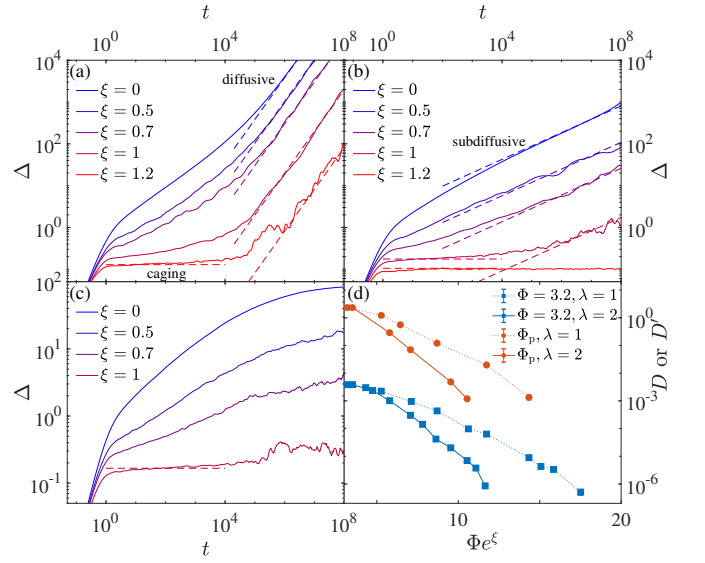 t t
10^0 10^4 10^8 10^0 10^4 10^8
10^4 10^4
(a) (b)
diffusive
ξ = 0 ξ = 0
ξ = 0.5 ξ = 0.5
ξ = 0.7 ξ = 0.7
ξ = 1 ξ = 1
ξ = 1.2 ξ = 1.2
subdiffusive
10^2 10^2
Δ Δ
10^0 10^0
caging
10^2 10^2
(c) (d)
ξ = 0
ξ = 0.5
ξ = 0.7
ξ = 1
Φ = 3.2, λ = 1
Φ = 3.2, λ = 2
Φ_p, λ = 1
Φ_p, λ = 2
10^1
10^0
10^-1
Δ
10^0
10^-3
10^-6
D or D′
10^0 10^4 10^8 10 20
t Φe^ξ